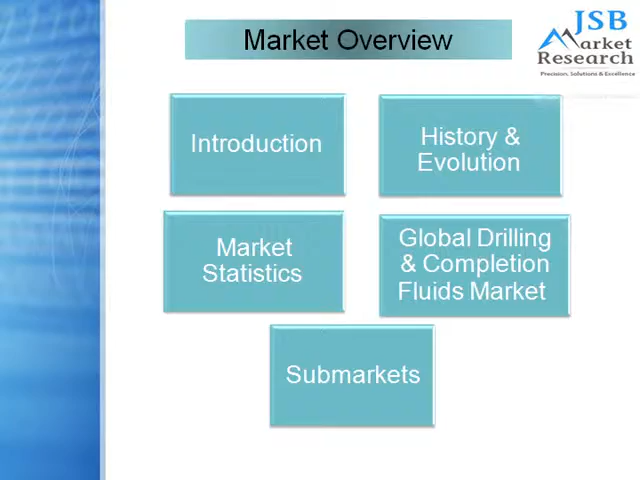 Market Overview
JSB
Market
Research
Precision, Solutions & Excellence
Introduction
History &
Evolution
Market
Statistics
Global Drilling
& Completion
Fluids Market
Submarkets